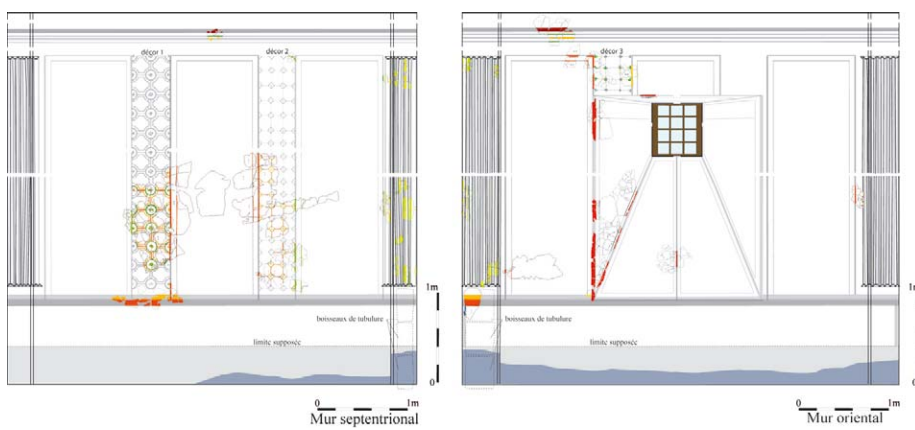 décor 1
décor 2
1m
boisseaux de tubulure
limite supposée
0
0 1m
Mur septentrional
décor 3
1m
boisseaux de tubulure
limite supposée
0
0 1m
Mur oriental